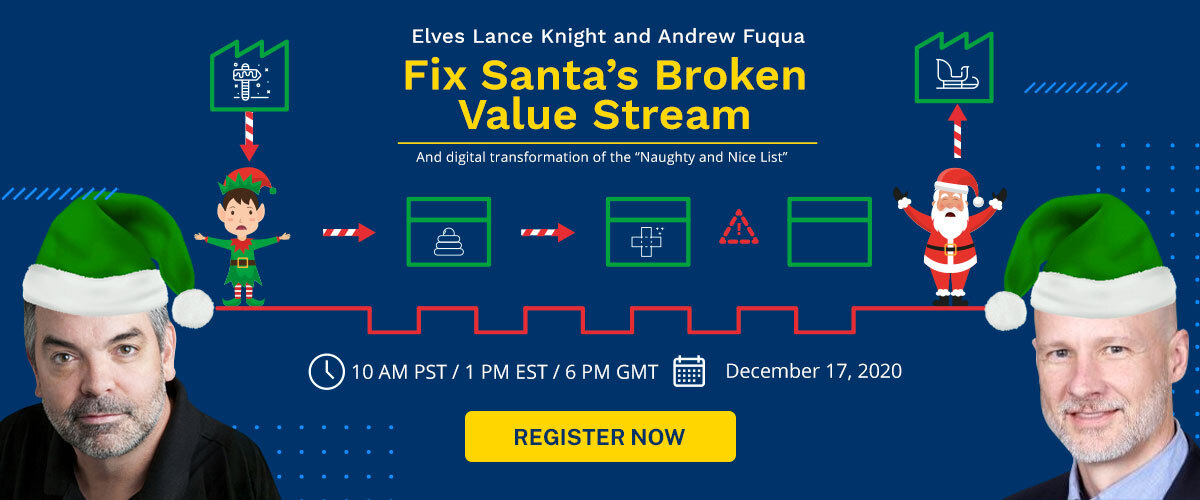 Elves Lance Knight and Andrew Fuqua
Fix Santa’s Broken
Value Stream
And digital transformation of the “Naughty and Nice List”
10 AM PST / 1 PM EST / 6 PM GMT
December 17, 2020
REGISTER NOW